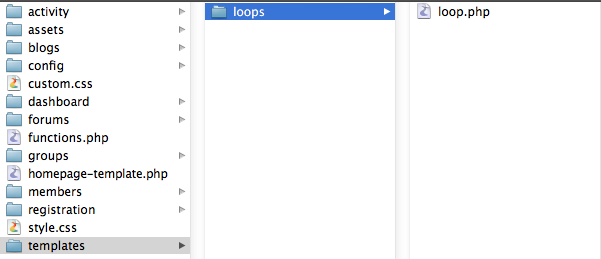 activity
assets
blogs
config
custom.css
dashboard
forums
functions.php
groups
homepage-template.php
members
registration
style.css
templates
loops
loop.php